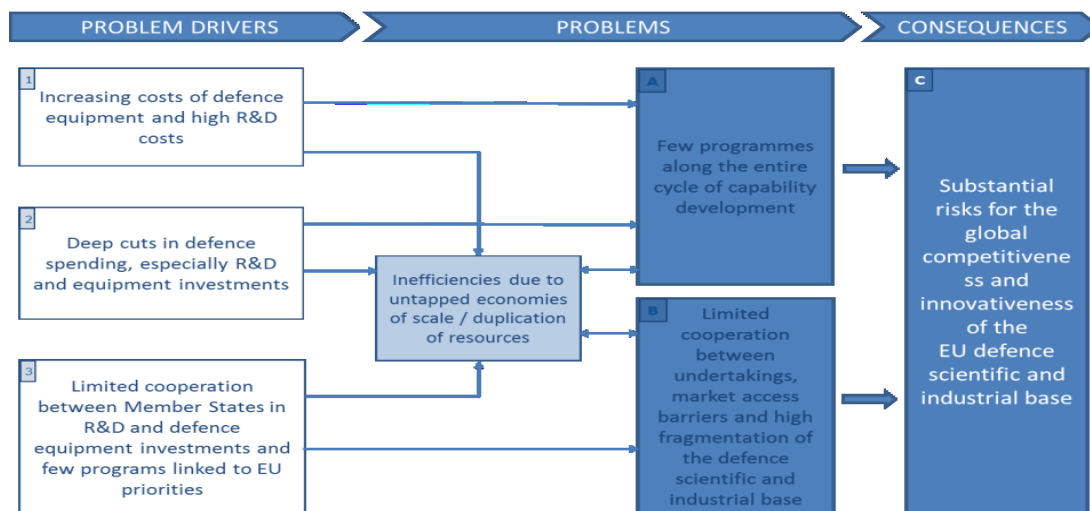 PROBLEM DRIVERS
PROBLEMS
CONSEQUENCES
1
Increasing costs of defence
equipment and high R&D
costs
2
Deep cuts in defence
spending, especially R&D
and equipment investments
3
Limited cooperation
between Member States in
R&D and defence
equipment investments and
few programs linked to EU
priorities
Inefficiencies due to
untapped economies
of scale / duplication
of resources
A
Few programmes
along the entire
cycle of capability
development
B
Limited
cooperation
between
undertakings,
market access
barriers and high
fragmentation of
the defence
scientific and
industrial base
C
Substantial
risks for the
global
competitivene
ss and
innovativeness
of the
EU defence
scientific and
industrial base